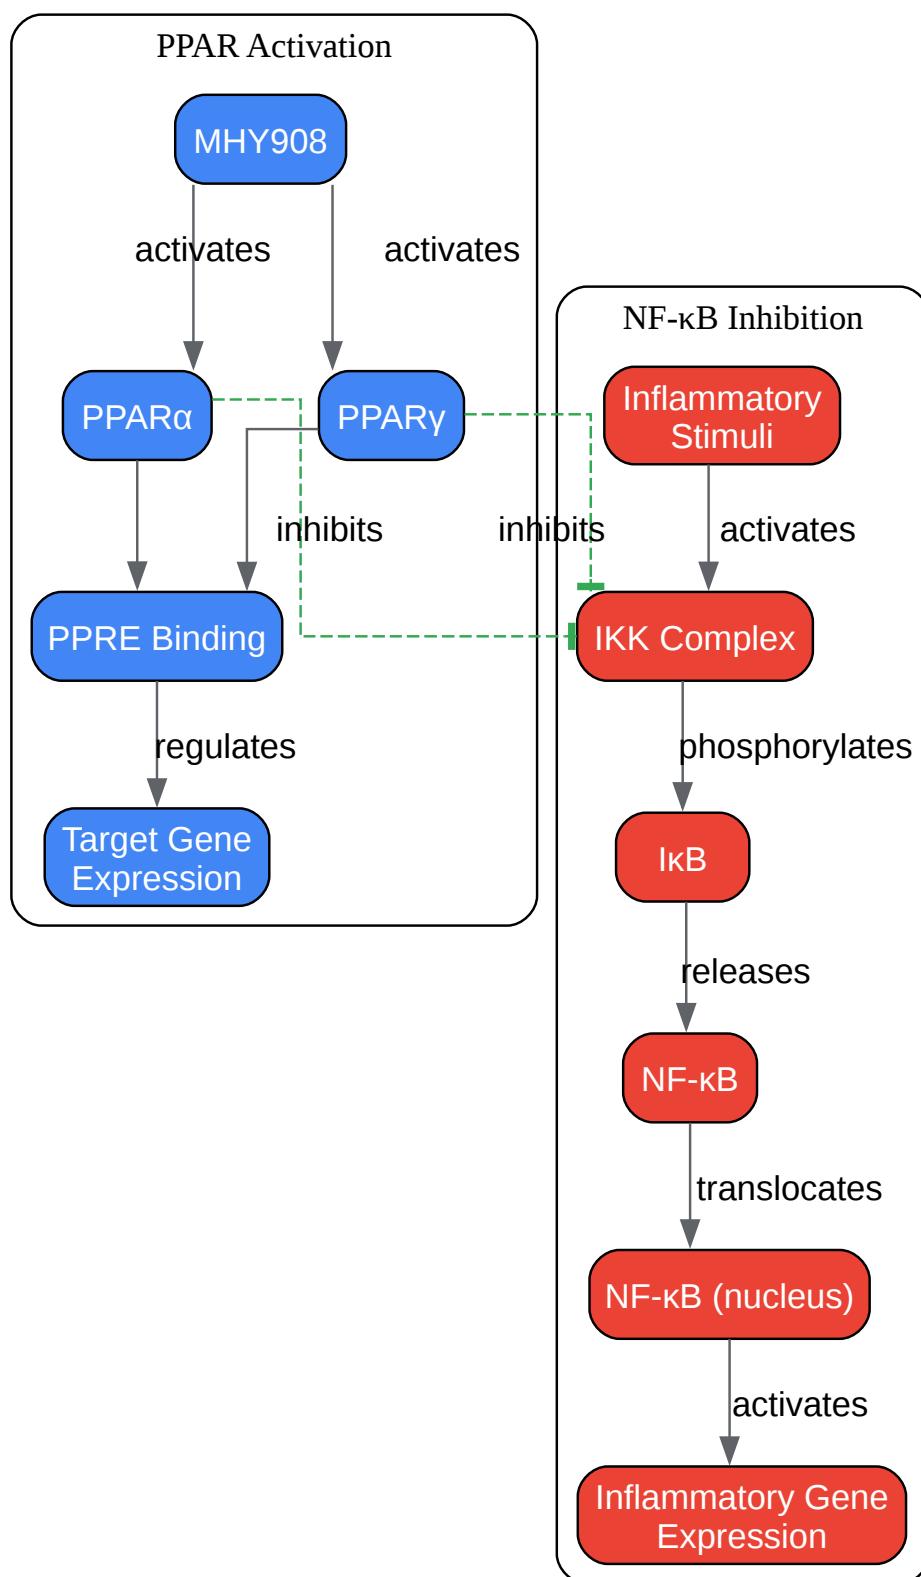 PPAR Activation
MHY908
activates
activates
PPARα
PPARγ
inhibits
PPRE Binding
regulates
Target Gene
Expression
NF-κB Inhibition
Inflammatory
Stimuli
inhibits
activates
IKK Complex
phosphorylates
IκB
releases
NF-κB
translocates
NF-κB (nucleus)
activates
Inflammatory Gene
Expression